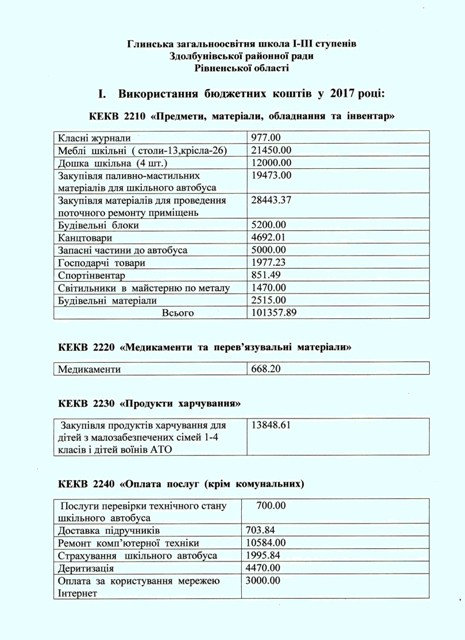 Глинська загальноосвітня школа І-ІІІ ступенів
Здолбунівської районної ради
Рівненської області
І. Використання бюджетних коштів у 2017 році:
КЕКВ 2210 «Предмети, матеріали, обладнання та інвентар»
Класні журнали 977.00
Меблі шкільні ( столи-13,крісла-26) 21450.00
Дошка шкільна (4 шт.) 12000.00
Закупівля паливно-мастильних 19473.00
матеріалів для шкільного автобуса
Закупівля матеріалів для проведення 28443.37
поточного ремонту приміщень
Будівельні блоки 5200.00
Канцтовари 4692.01
Запасні частини до автобуса 5000.00
Господарчі товари 1977.23
Спортінвентар 851.49
Світильники в майстерню по металу 1470.00
Будівельні матеріали 2515.00
Всього 101357.89
КЕКВ 2220 «Медикаменти та перев’язувальні матеріали»
Медикаменти 668.20
КЕКВ 2230 «Продукти харчування»
Закупівля продуктів харчування для 13848.61
дітей з малозабезпечених сімей 1-4
класів і дітей воїнів АТО
КЕКВ 2240 «Оплата послуг (крім комунальних)
Послуги перевірки технічного стану 700.00
шкільного автобуса
Доставка підручників 703.84
Ремонт комп’ютерної техніки 10584.00
Страхування шкільного автобуса 1995.84
Деритизація 4470.00
Оплата за користування мережею 3000.00
Інтернет